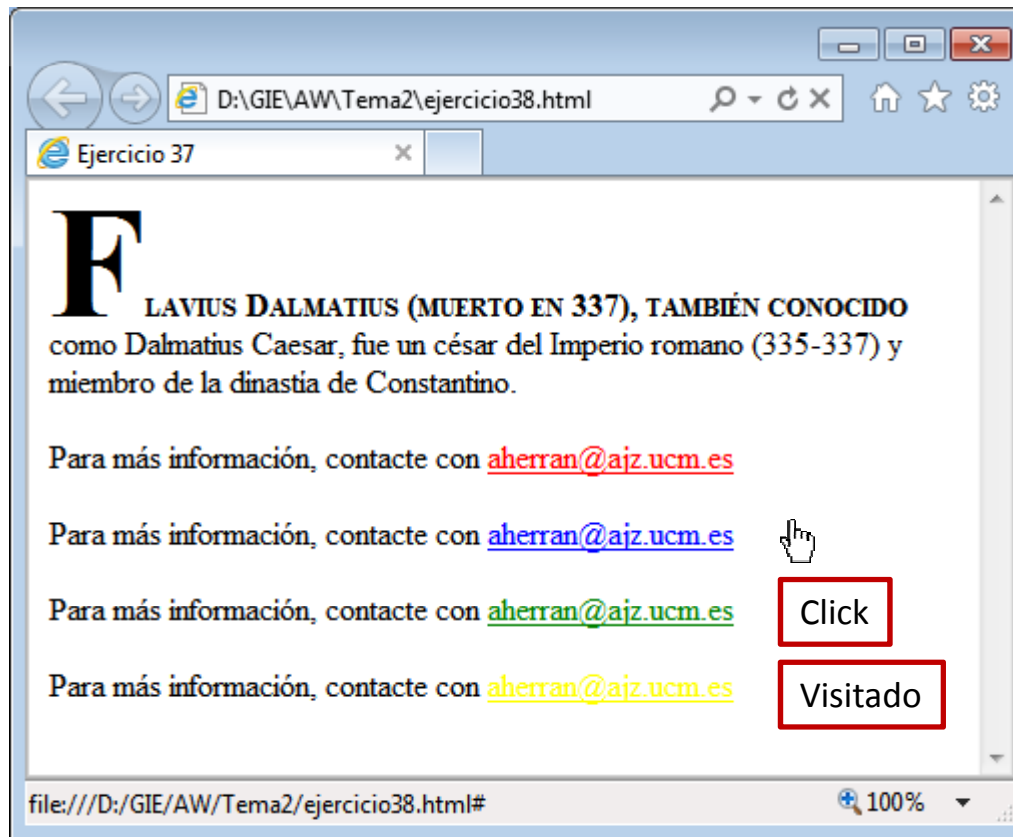 D:\GIE\AW\Tema2\ejercicio38.html
Ejercicio 37
FLAVIUS DALMATIUS (MUERTO EN 337), TAMBIÉN CONOCIDO
como Dalmatius Caesar, fue un césar del Imperio romano (335-337) y
miembro de la dinastía de Constantino.
Para más información, contacte con aherran@ajz.ucm.es
Para más información, contacte con aherran@ajz.ucm.es
Para más información, contacte con aherran@ajz.ucm.es
Click
Para más información, contacte con aherran@ajz.ucm.es
Visitado
file:///D:/GIE/AW/Tema2/ejercicio38.html#
100%